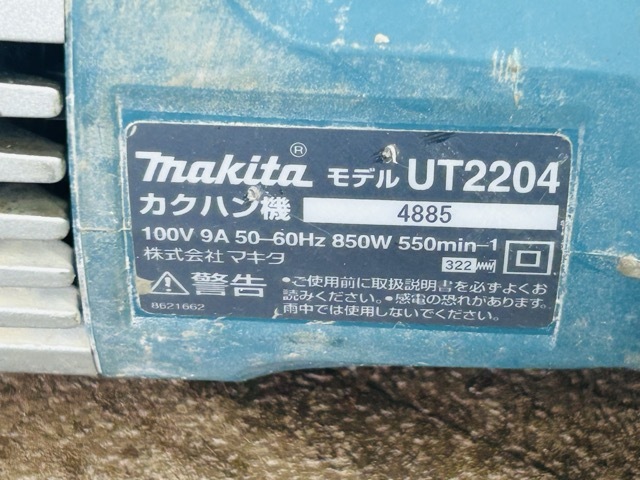 makita® モデル UT2204
カクハン機 4885
100V 9A 50-60Hz 850W 550min-1
株式会社 マキタ 322
警告 •ご使用前に取扱説明書を必ずよく
お読みください。•感電の恐れがあります。
雨中では使用しないでください。
8621662